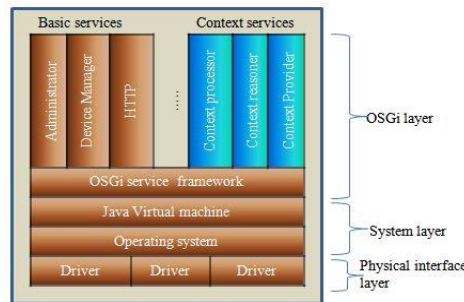 Basic services
Context services
Administrator
Device Manager
HTTP
.....
Context processor
Context reasoner
Context Provider
OSGi layer
OSGi service framework
Java Virtual machine
System layer
Operating system
Driver
Driver
Driver
Physical interface
layer